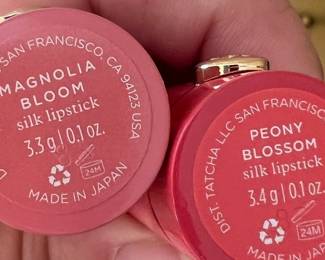 SAN FRANCISCO, CA 94123 USA
MAGNOLIA
BLOOM
silk lipstick
3.3 g | 0.1 oz.
24M
MADE IN JAPAN
DIST. TATCHA LLC SAN FRANCISCO
PEONY
BLOSSOM
silk lipstick
3.4 g | 0.1 oz.
24M
MADE IN JAPAN